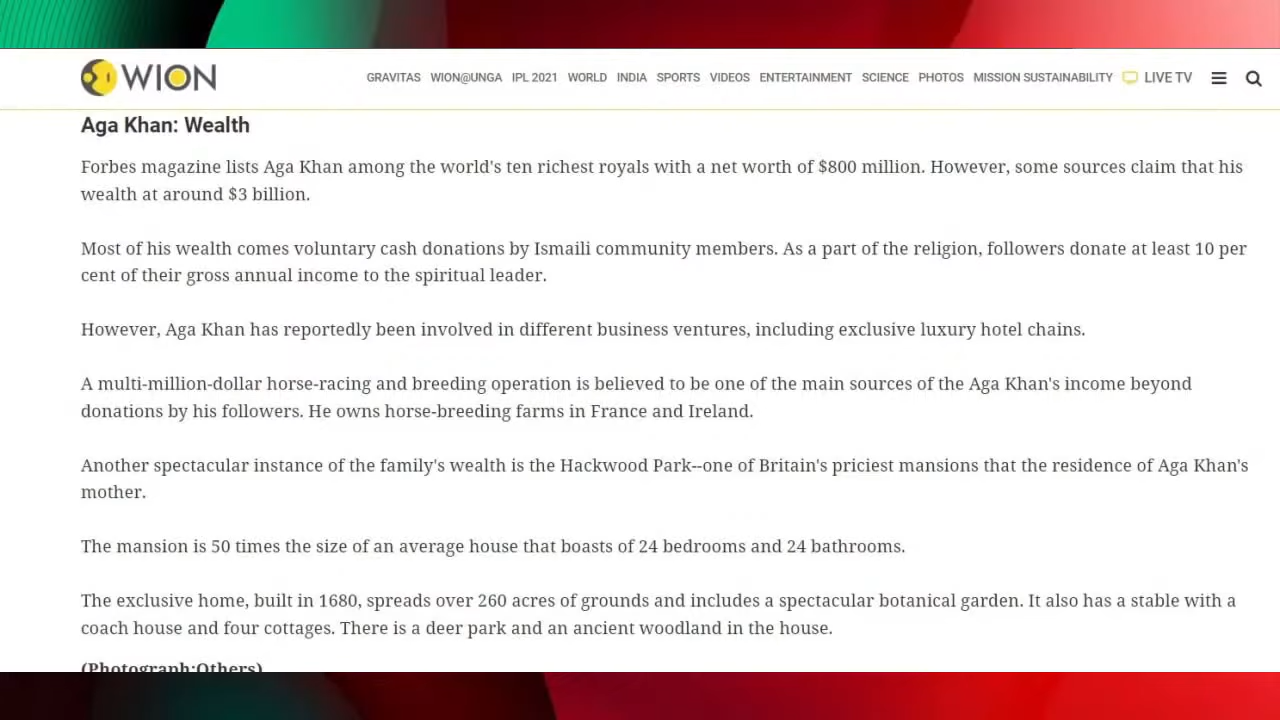 WION GRAVITAS WION@UNGA IPL 2021 WORLD INDIA SPORTS VIDEOS ENTERTAINMENT SCIENCE PHOTOS MISSION SUSTAINABILITY LIVE TV
Aga Khan: Wealth
Forbes magazine lists Aga Khan among the world's ten richest royals with a net worth of $800 million. However, some sources claim that his
wealth at around $3 billion.
Most of his wealth comes voluntary cash donations by Ismaili community members. As a part of the religion, followers donate at least 10 per
cent of their gross annual income to the spiritual leader.
However, Aga Khan has reportedly been involved in different business ventures, including exclusive luxury hotel chains.
A multi-million-dollar horse-racing and breeding operation is believed to be one of the main sources of the Aga Khan's income beyond
donations by his followers. He owns horse-breeding farms in France and Ireland.
Another spectacular instance of the family's wealth is the Hackwood Park--one of Britain's priciest mansions that the residence of Aga Khan's
mother.
The mansion is 50 times the size of an average house that boasts of 24 bedrooms and 24 bathrooms.
The exclusive home, built in 1680, spreads over 260 acres of grounds and includes a spectacular botanical garden. It also has a stable with a
coach house and four cottages. There is a deer park and an ancient woodland in the house.
(Photograph:Others)